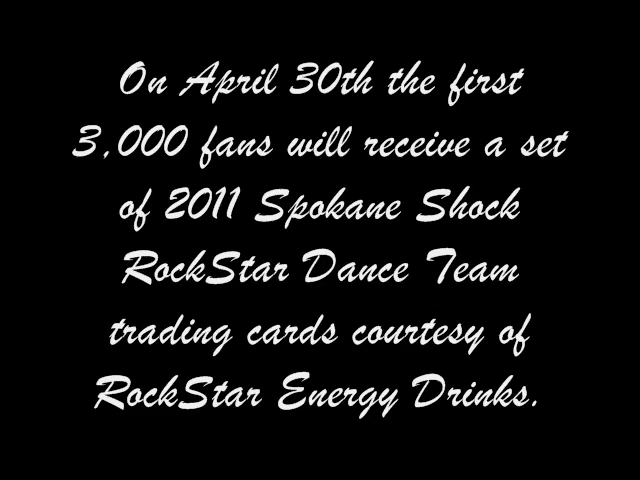 On April 30th the first
3,000 fans will receive a set
of 2011 Spokane Shock
RockStar Dance Team
trading cards courtesy of
RockStar Energy Drinks.